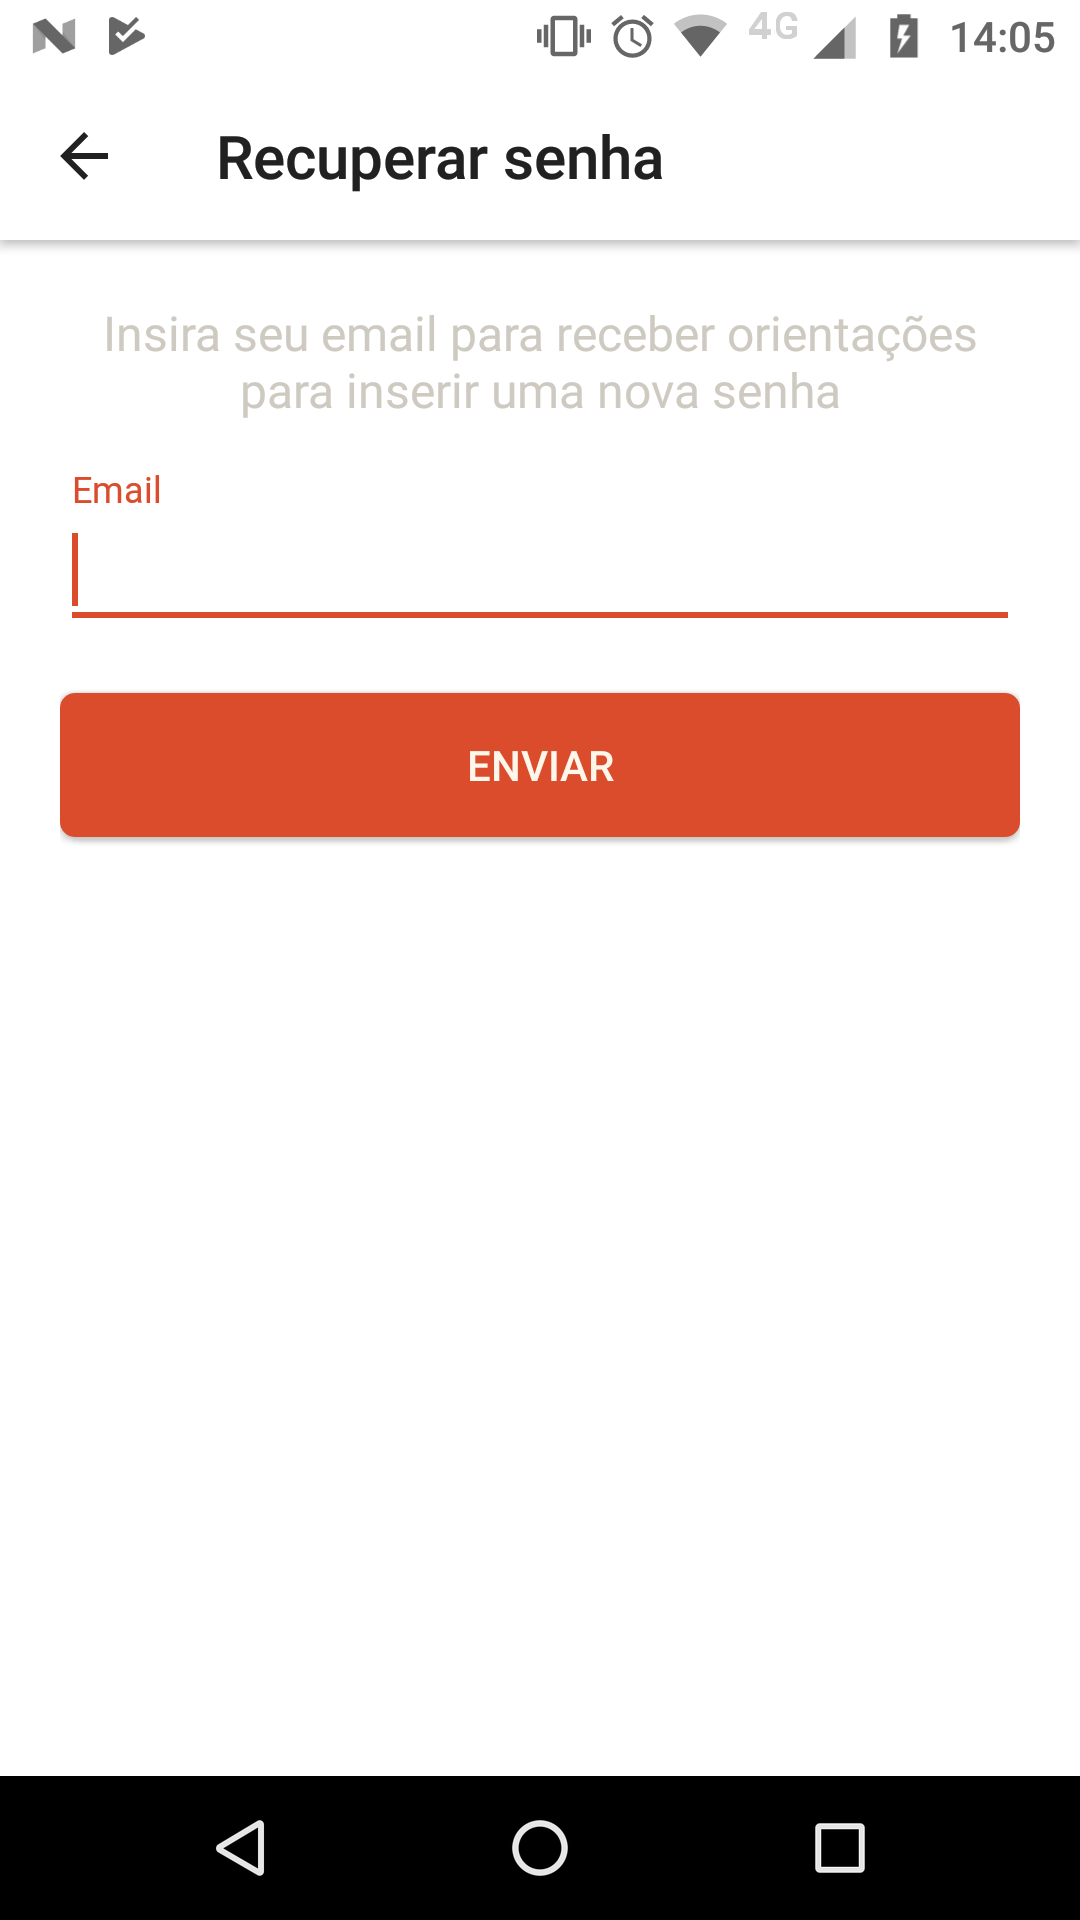 4G 14:05
Recuperar senha
Insira seu email para receber orientações
para inserir uma nova senha
Email
ENVIAR